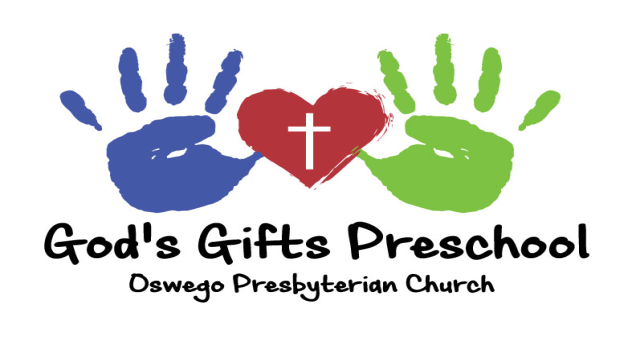 God's Gifts Preschool
Oswego Presbyterian Church